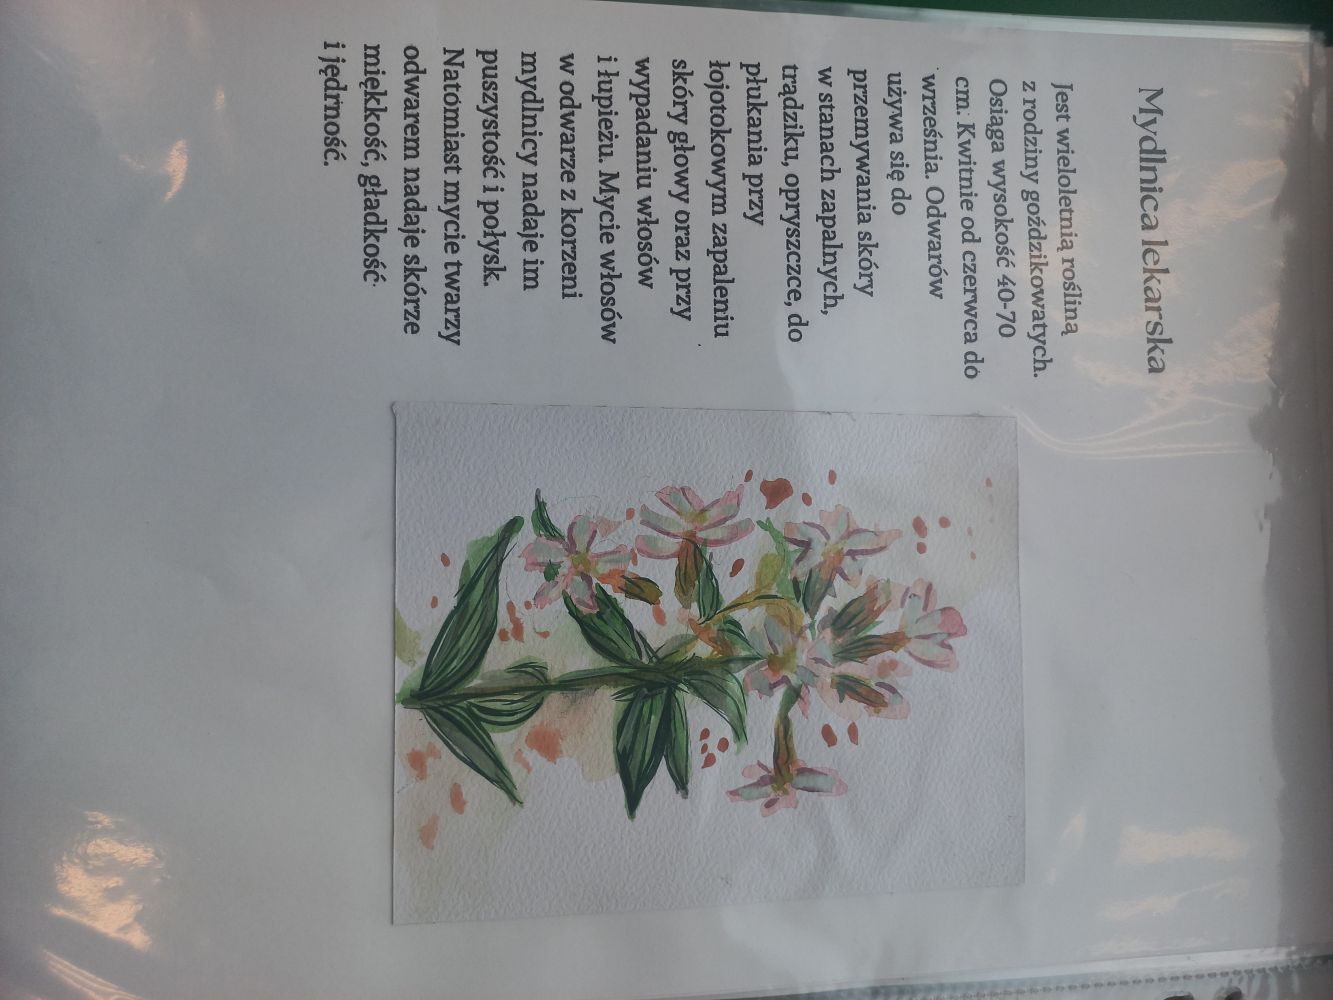 Mydlnica lekarska
Jest wieloletnią rośliną
z rodziny goździkowatych.
Osiąga wysokość 40-70
cm. Kwitnie od czerwca do
września. Odwarów
używa się do
przemywania skóry
w stanach zapalnych,
trądziku, opryszczce, do
płukania przy
łojotokowym zapaleniu
skóry głowy oraz przy
wypadaniu włosów
i łupieżu. Mycie włosów
w odwarze z korzeni
mydlnicy nadaje im
puszystość i połysk.
Natomiast mycie twarzy
odwarem nadaje skórze
miękkość, gładkość
i jędrność.